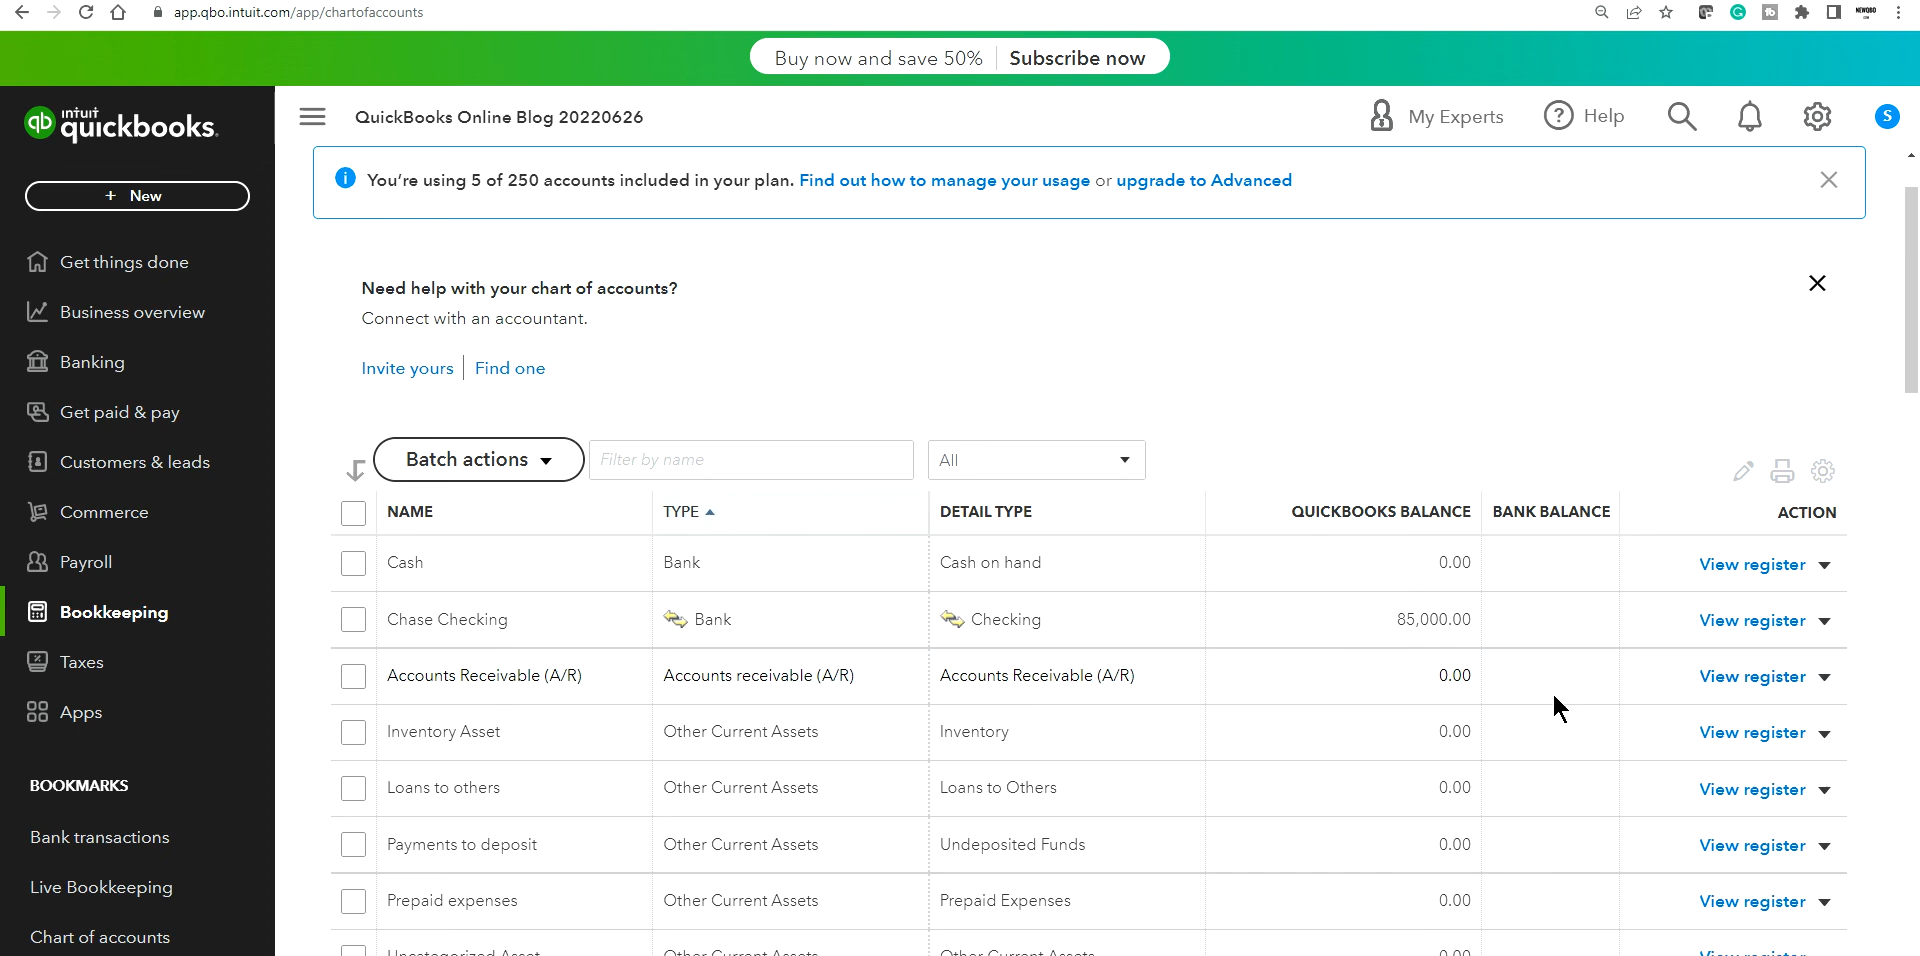 app.qbo.intuit.com/app/chartofaccounts
Buy now and save 50% Subscribe now
intuit quickbooks.
QuickBooks Online Blog 20220626
My Experts
Help
S
You're using 5 of 250 accounts included in your plan. Find out how to manage your usage or upgrade to Advanced
+ New
Get things done
Business overview
Banking
Get paid & pay
Customers & leads
Commerce
Payroll
Bookkeeping
Taxes
Apps
BOOKMARKS
Bank transactions
Live Bookkeeping
Chart of accounts
Need help with your chart of accounts?
Connect with an accountant.
Invite yours Find one
Batch actions Filter by name All
NAME TYPE DETAIL TYPE QUICKBOOKS BALANCE BANK BALANCE ACTION
Cash Bank Cash on hand 0.00 View register
Chase Checking Bank Checking 85,000.00 View register
Accounts Receivable (A/R) Accounts receivable (A/R) Accounts Receivable (A/R) 0.00 View register
Inventory Asset Other Current Assets Inventory 0.00 View register
Loans to others Other Current Assets Loans to Others 0.00 View register
Payments to deposit Other Current Assets Undeposited Funds 0.00 View register
Prepaid expenses Other Current Assets Prepaid Expenses 0.00 View register
Uncategorized Asset Other Current Assets Other Current Assets 0.00 View register